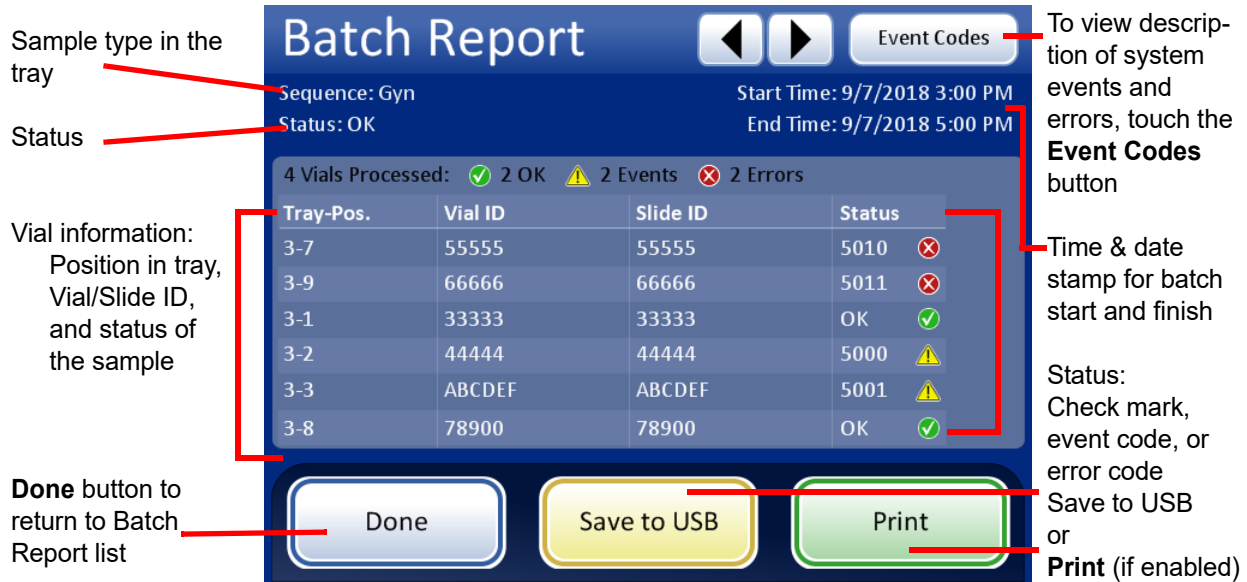 Sample type in the
tray
Status
Vial information:
Position in tray,
Vial/Slide ID,
and status of
the sample
Done button to
return to Batch
Report list
Batch Report
Event Codes
Sequence: Gyn
Start Time: 9/7/2018 3:00 PM
Status: OK
End Time: 9/7/2018 5:00 PM
4 Vials Processed: 2 OK 2 Events 2 Errors
Tray-Pos. Vial ID Slide ID Status
3-7 55555 55555 5010
3-9 66666 66666 5011
3-1 33333 33333 OK
3-2 44444 44444 5000
3-3 ABCDEF ABCDEF 5001
3-8 78900 78900 OK
Done Save to USB Print
To view descrip-
tion of system
events and
errors, touch the
Event Codes
button
Time & date
stamp for batch
start and finish
Status:
Check mark,
event code, or
error code
Save to USB
or
Print (if enabled)